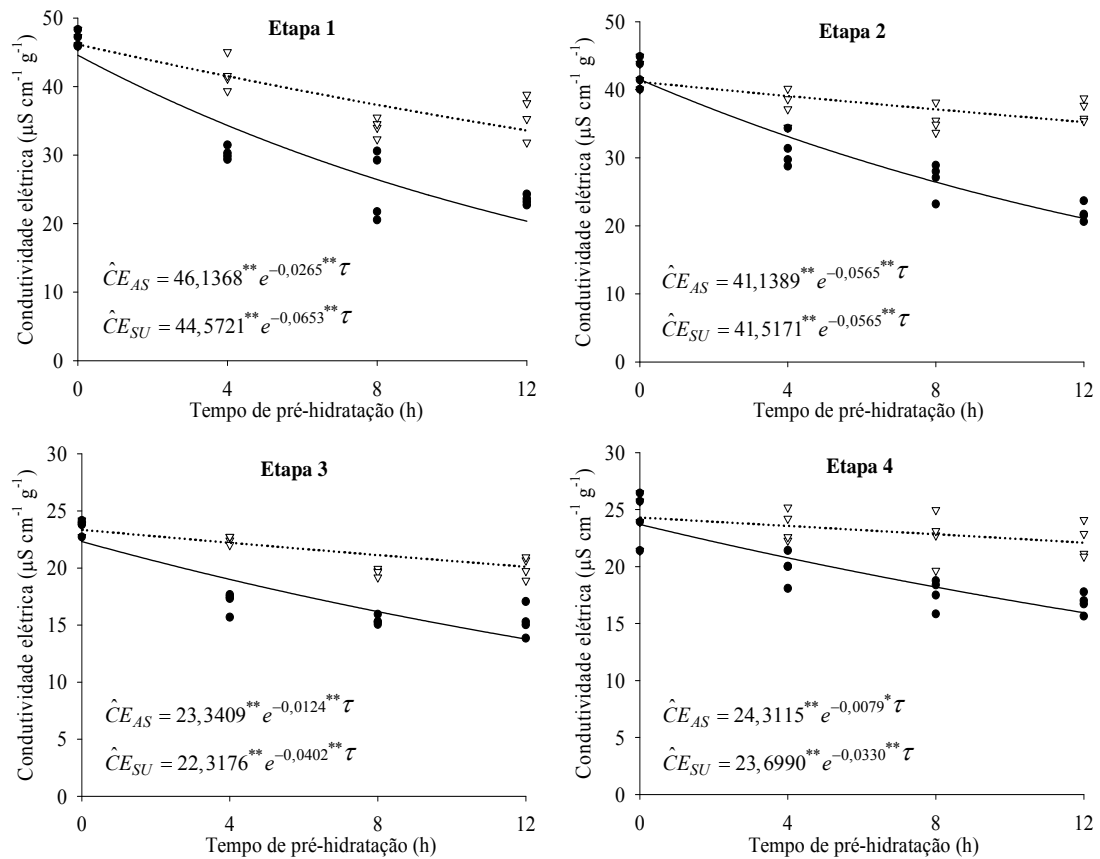 Etapa 1
Condutividade elétrica (µS cm⁻¹ g⁻¹)
50
40
30
20
10
0
ĈE_AS = 46,1368** e^−0,0265** τ
ĈE_SU = 44,5721** e^−0,0653** τ
0 4 8 12
Tempo de pré-hidratação (h)
Etapa 2
Condutividade elétrica (µS cm⁻¹ g⁻¹)
50
40
30
20
10
0
ĈE_AS = 41,1389** e^−0,0565** τ
ĈE_SU = 41,5171** e^−0,0565** τ
0 4 8 12
Tempo de pré-hidratação (h)
Etapa 3
Condutividade elétrica (µS cm⁻¹ g⁻¹)
30
25
20
15
10
5
0
ĈE_AS = 23,3409** e^−0,0124** τ
ĈE_SU = 22,3176** e^−0,0402** τ
0 4 8 12
Tempo de pré-hidratação (h)
Etapa 4
Condutividade elétrica (µS cm⁻¹ g⁻¹)
30
25
20
15
10
5
0
ĈE_AS = 24,3115** e^−0,0079* τ
ĈE_SU = 23,6990** e^−0,0330** τ
0 4 8 12
Tempo de pré-hidratação (h)